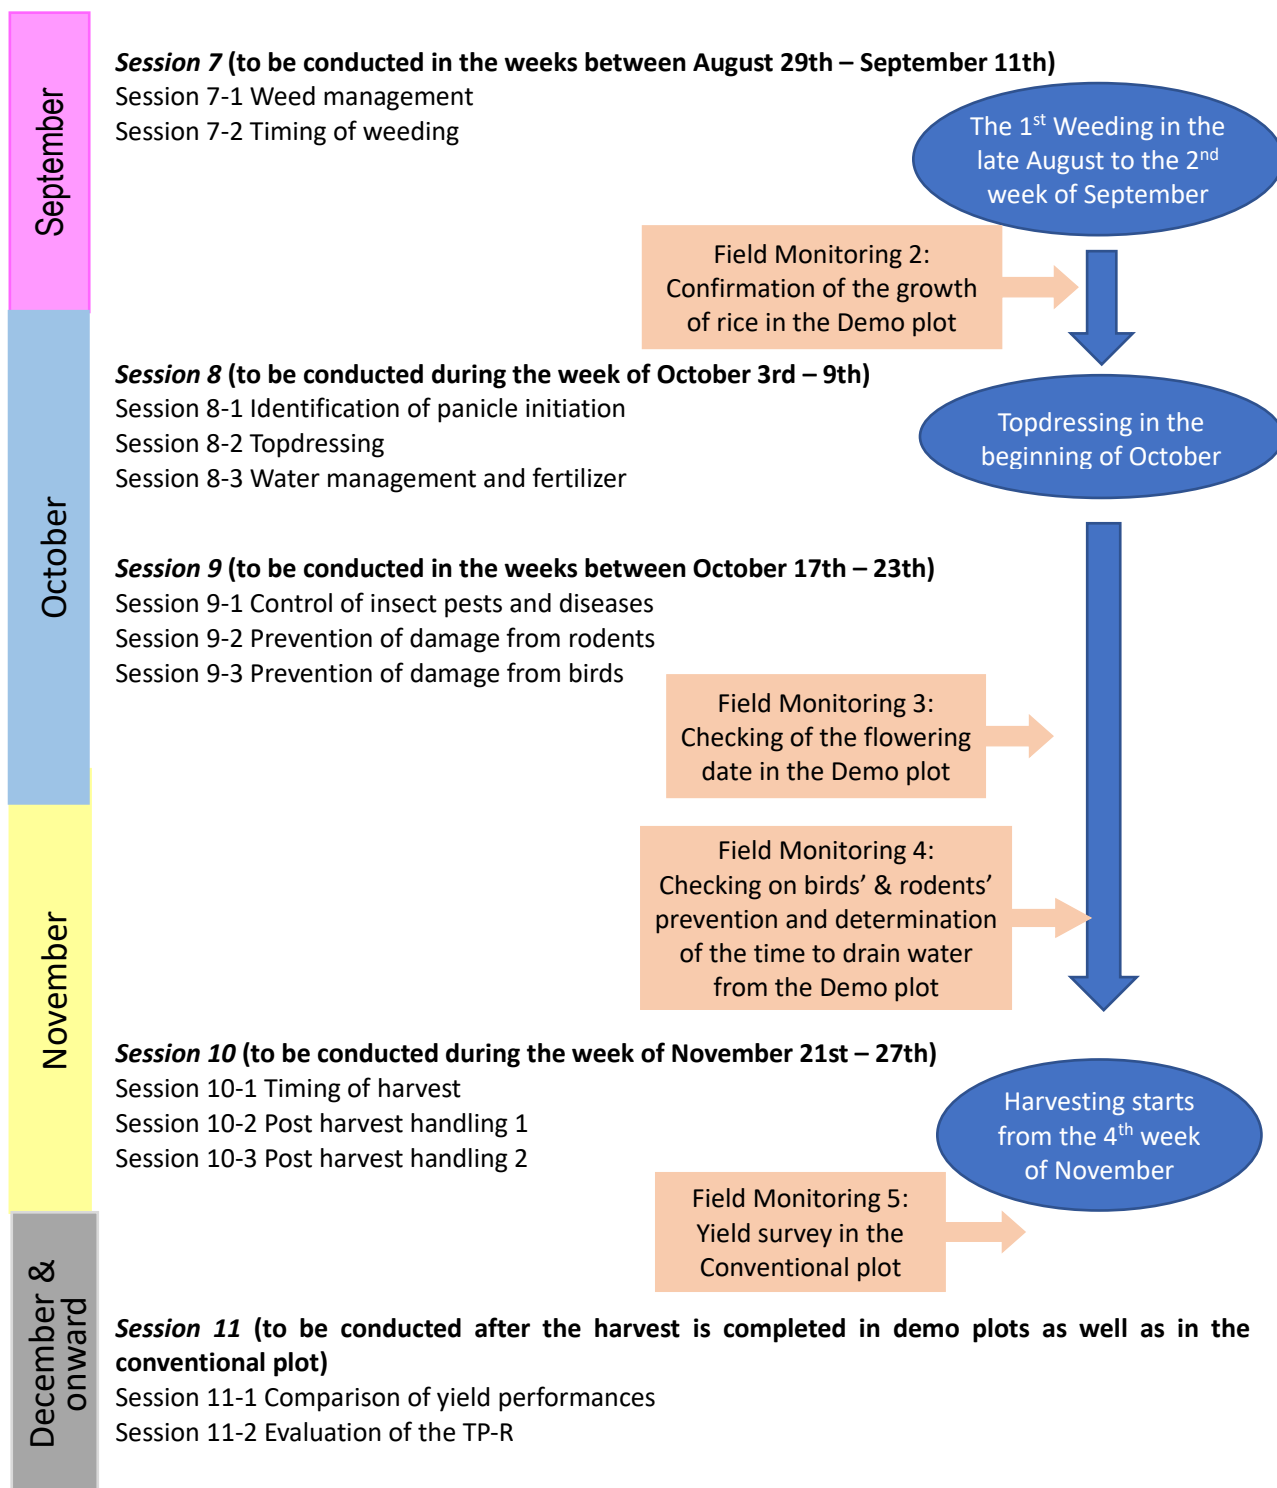 September
Session 7 (to be conducted in the weeks between August 29th – September 11th)
Session 7-1 Weed management
Session 7-2 Timing of weeding
The 1st Weeding in the
late August to the 2nd
week of September
Field Monitoring 2:
Confirmation of the growth
of rice in the Demo plot
October
Session 8 (to be conducted during the week of October 3rd – 9th)
Session 8-1 Identification of panicle initiation
Session 8-2 Topdressing
Session 8-3 Water management and fertilizer
Topdressing in the
beginning of October
Session 9 (to be conducted in the weeks between October 17th – 23th)
Session 9-1 Control of insect pests and diseases
Session 9-2 Prevention of damage from rodents
Session 9-3 Prevention of damage from birds
Field Monitoring 3:
Checking of the flowering
date in the Demo plot
November
Field Monitoring 4:
Checking on birds’ & rodents’
prevention and determination
of the time to drain water
from the Demo plot
Session 10 (to be conducted during the week of November 21st – 27th)
Session 10-1 Timing of harvest
Session 10-2 Post harvest handling 1
Session 10-3 Post harvest handling 2
Harvesting starts
from the 4th week
of November
Field Monitoring 5:
Yield survey in the
Conventional plot
December &
onward
Session 11 (to be conducted after the harvest is completed in demo plots as well as in the
conventional plot)
Session 11-1 Comparison of yield performances
Session 11-2 Evaluation of the TP-R